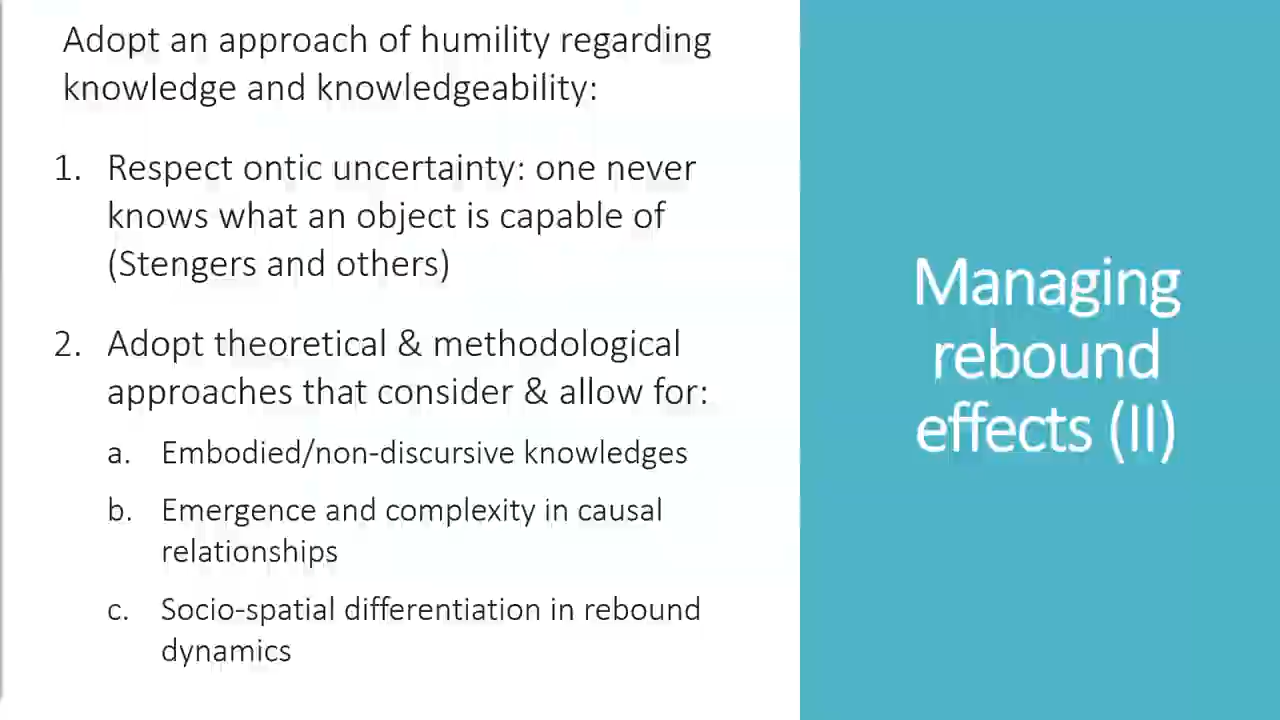 Adopt an approach of humility regarding
knowledge and knowledgeability:
1. Respect ontic uncertainty: one never
knows what an object is capable of
(Stengers and others)
2. Adopt theoretical & methodological
approaches that consider & allow for:
a. Embodied/non-discursive knowledges
b. Emergence and complexity in causal
relationships
c. Socio-spatial differentiation in rebound
dynamics
Managing
rebound
effects (II)